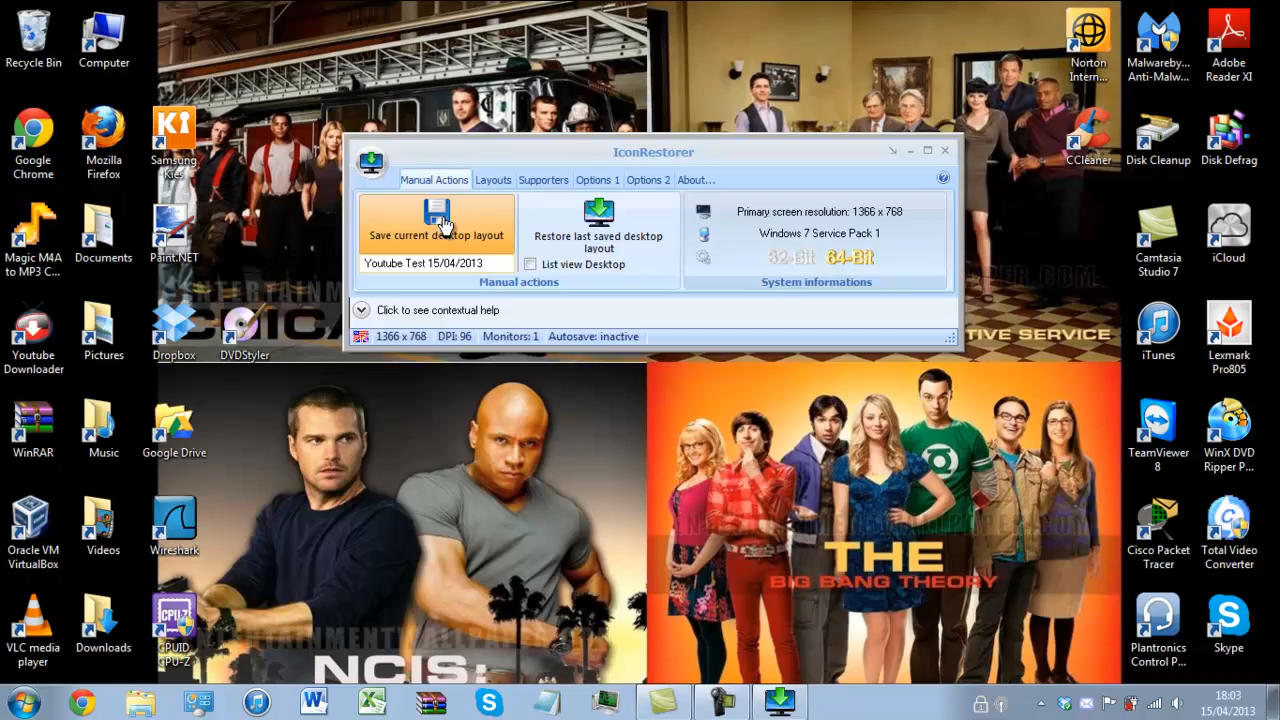 Recycle Bin
Computer
Norton
Intern...
Malwareby...
Anti-Malw...
Adobe
Reader XI
Google
Chrome
Mozilla
Firefox
Samsung
Kies
CCleaner
Disk Cleanup
Disk Defrag
IconRestorer
Manual Actions
Layouts
Supporters
Options 1
Options 2
About...
Save current desktop layout
Restore last saved desktop
layout
Youtube Test 15/04/2013
List view Desktop
Manual actions
Primary screen resolution: 1366 x 768
Windows 7 Service Pack 1
32-Bit 64-Bit
System informations
Click to see contextual help
1366 x 768
DPI: 96
Monitors: 1
Autosave: inactive
Magic M4A
to MP3 C...
Documents
Paint.NET
Camtasia
Studio 7
iCloud
Youtube
Downloader
Pictures
Dropbox
DVDStyler
TIVE SERVICE
iTunes
Lexmark
Pro805
WinRAR
Music
Google Drive
TeamViewer
8
WinX DVD
Ripper P...
Oracle VM
VirtualBox
Videos
Wireshark
THE
BIG BANG THEORY
Cisco Packet
Tracer
Total Video
Converter
VLC media
player
Downloads
CPU-Z
CPUID
CPU-Z
NCIS:
Plantronics
Control P...
Skype
18:03
15/04/2013